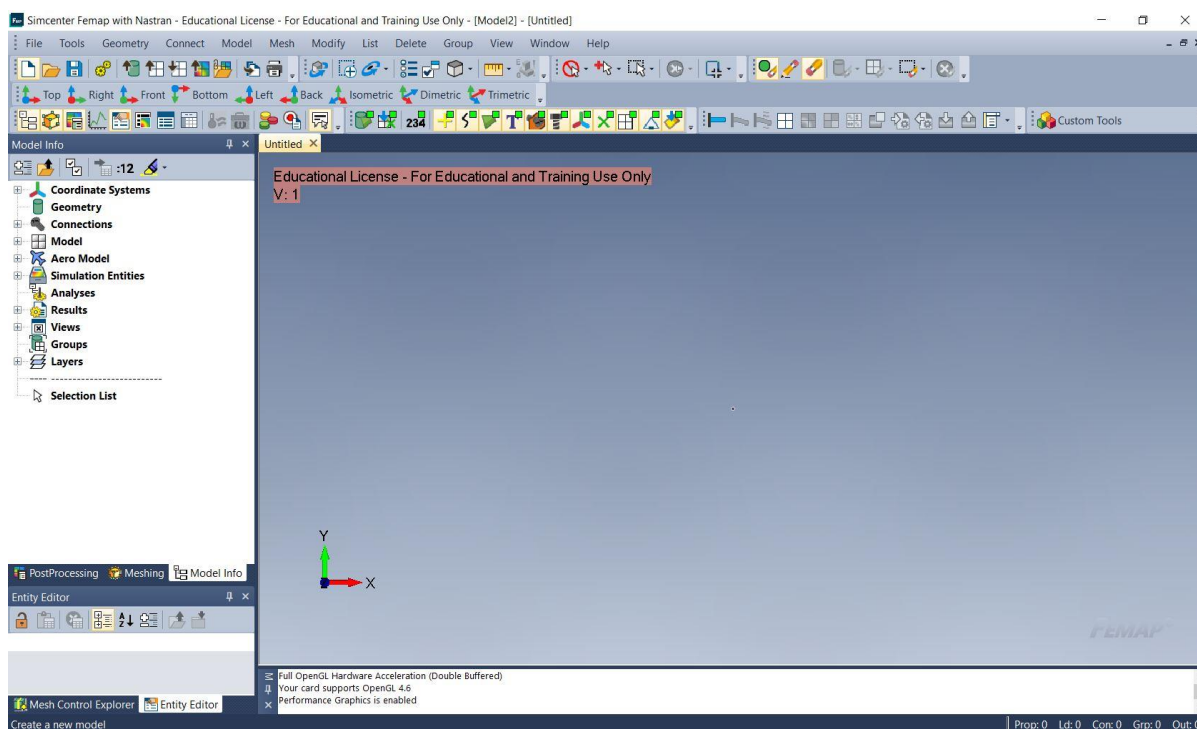 Simcenter Femap with Nastran - Educational License - For Educational and Training Use Only - [Model2] - [Untitled]
File Tools Geometry Connect Model Mesh Modify List Delete Group View Window Help
Top Right Front Bottom Left Back Isometric Dimetric Trimetric
234 Custom Tools
Model Info
Untitled
:12
Educational License - For Educational and Training Use Only
V: 1
Coordinate Systems
Geometry
Connections
Model
Aero Model
Simulation Entities
Analyses
Results
Views
Groups
Layers
Selection List
Y
X
PostProcessing Meshing Model Info
Entity Editor
FEMAP
Full OpenGL Hardware Acceleration (Double Buffered)
Your card supports OpenGL 4.6
Performance Graphics is enabled
Mesh Control Explorer Entity Editor
Create a new model
Prop: 0 Ld: 0 Con: 0 Grp: 0 Out: 0